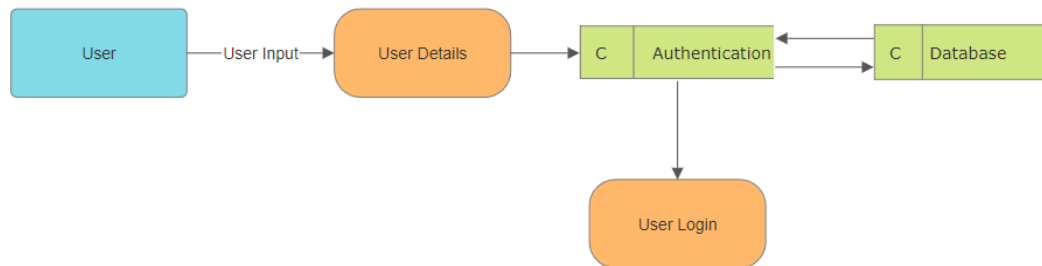 User
User Input
User Details
C
Authentication
C
Database
User Login